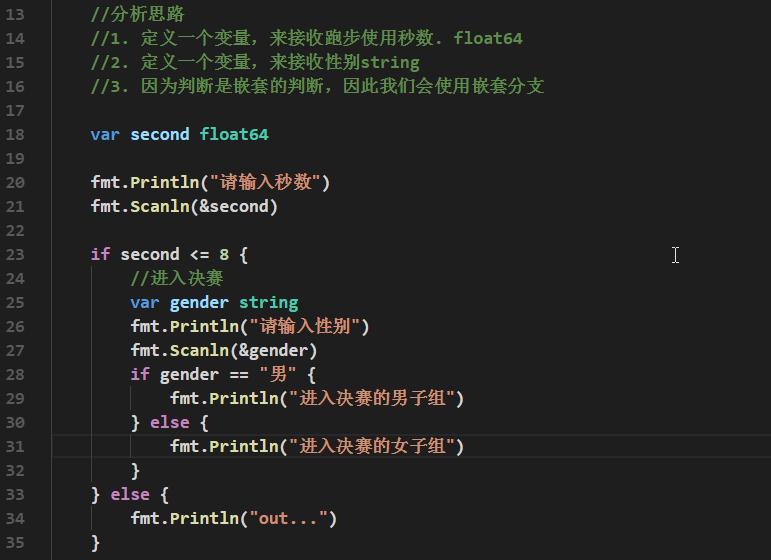 13 //分析思路
14 //1. 定义一个变量，来接收跑步使用秒数. float64
15 //2. 定义一个变量，来接收性别string
16 //3. 因为判断是嵌套的判断，因此我们会使用嵌套分支
17
18 var second float64
19
20 fmt.Println("请输入秒数")
21 fmt.Scanln(&second)
22
23 if second <= 8 {
24 //进入决赛
25 var gender string
26 fmt.Println("请输入性别")
27 fmt.Scanln(&gender)
28 if gender == "男" {
29 fmt.Println("进入决赛的男子组")
30 } else {
31 fmt.Println("进入决赛的女子组")
32 }
33 } else {
34 fmt.Println("out...")
35 }